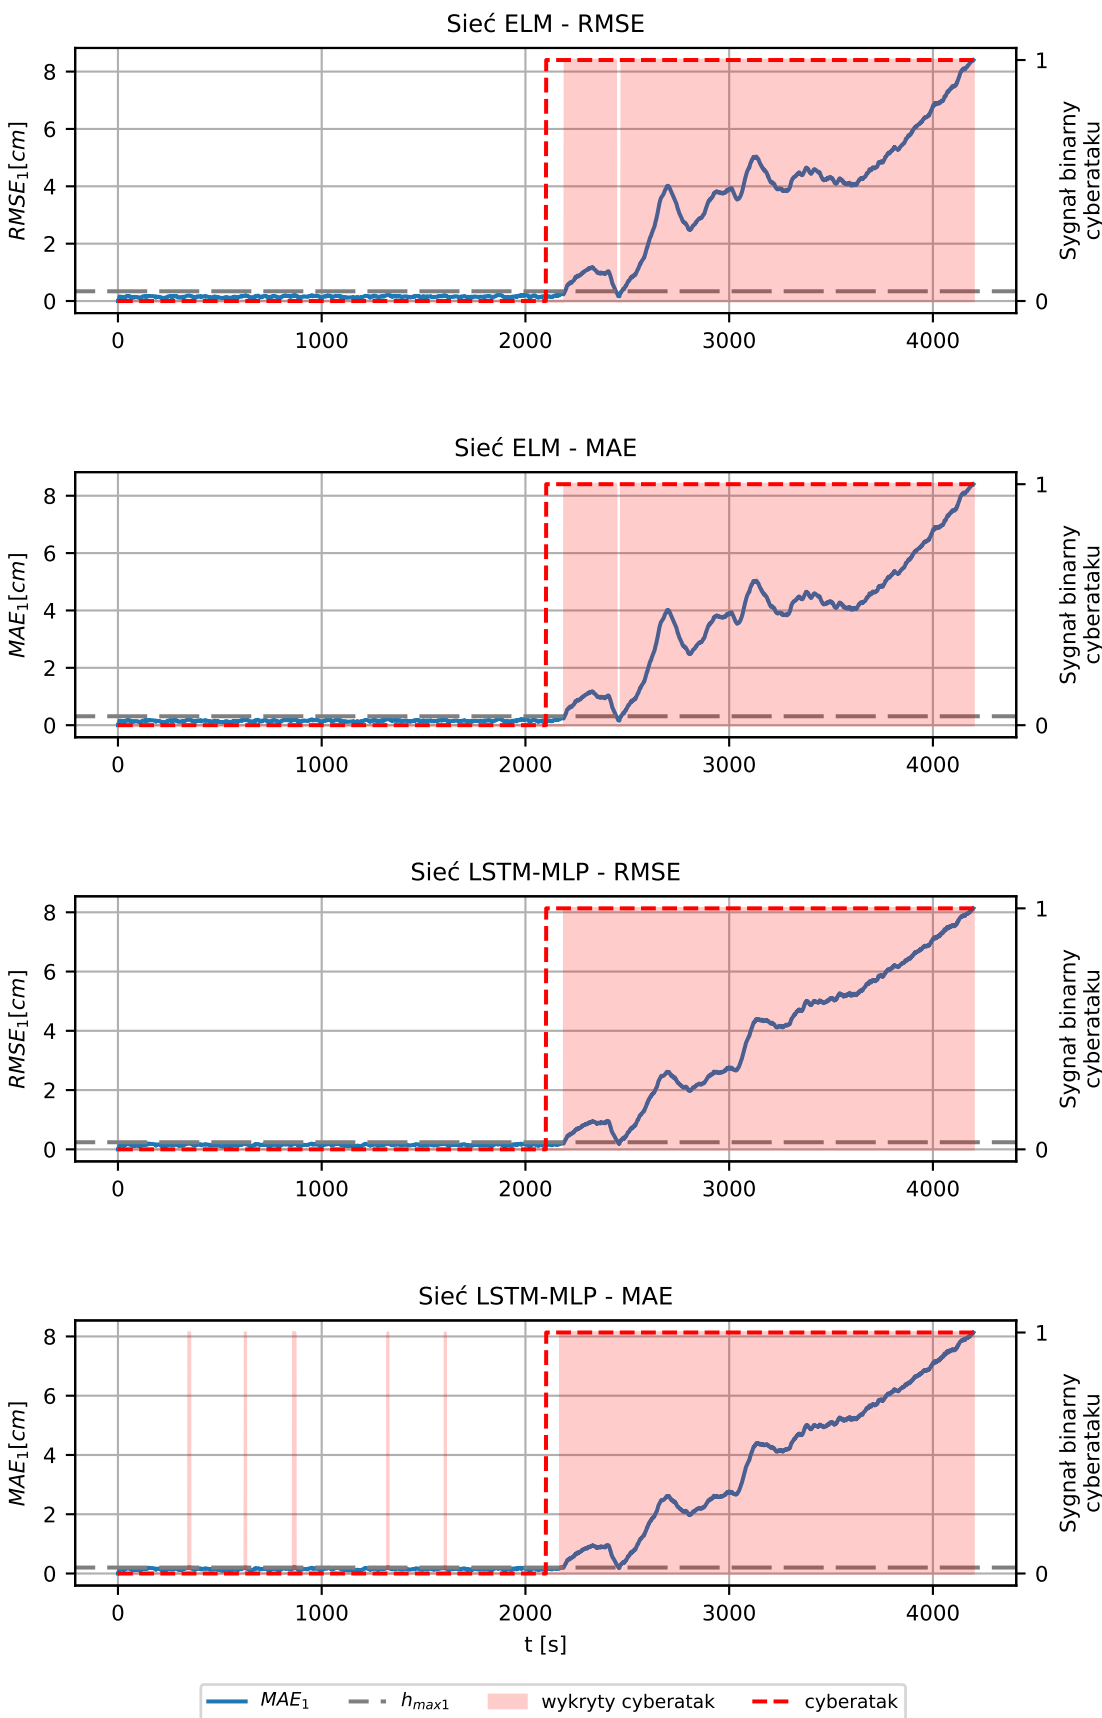 Sieć ELM - RMSE
8
6
4
2
0
RMSE₁[cm]
1
0
Sygnał binarny
cyberataku
0 1000 2000 3000 4000
Sieć ELM - MAE
8
6
4
2
0
MAE₁[cm]
1
0
Sygnał binarny
cyberataku
0 1000 2000 3000 4000
Sieć LSTM-MLP - RMSE
8
6
4
2
0
RMSE₁[cm]
1
0
Sygnał binarny
cyberataku
0 1000 2000 3000 4000
Sieć LSTM-MLP - MAE
8
6
4
2
0
MAE₁[cm]
1
0
Sygnał binarny
cyberataku
0 1000 2000 3000 4000
t [s]
MAE₁ hₘₐₓ₁ wykryty cyberatak cyberatak